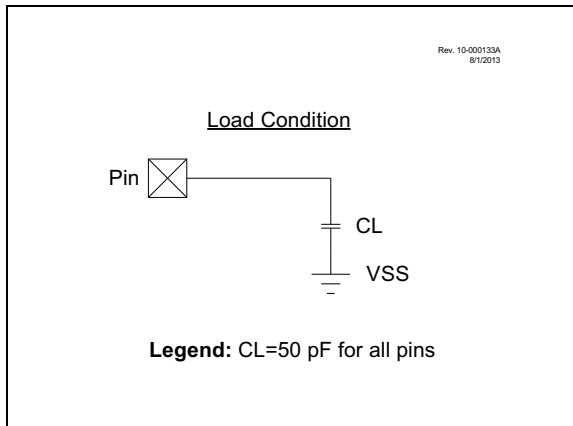 Rev. 10-000133A
8/1/2013
Load Condition
Pin
CL
VSS
Legend: CL=50 pF for all pins